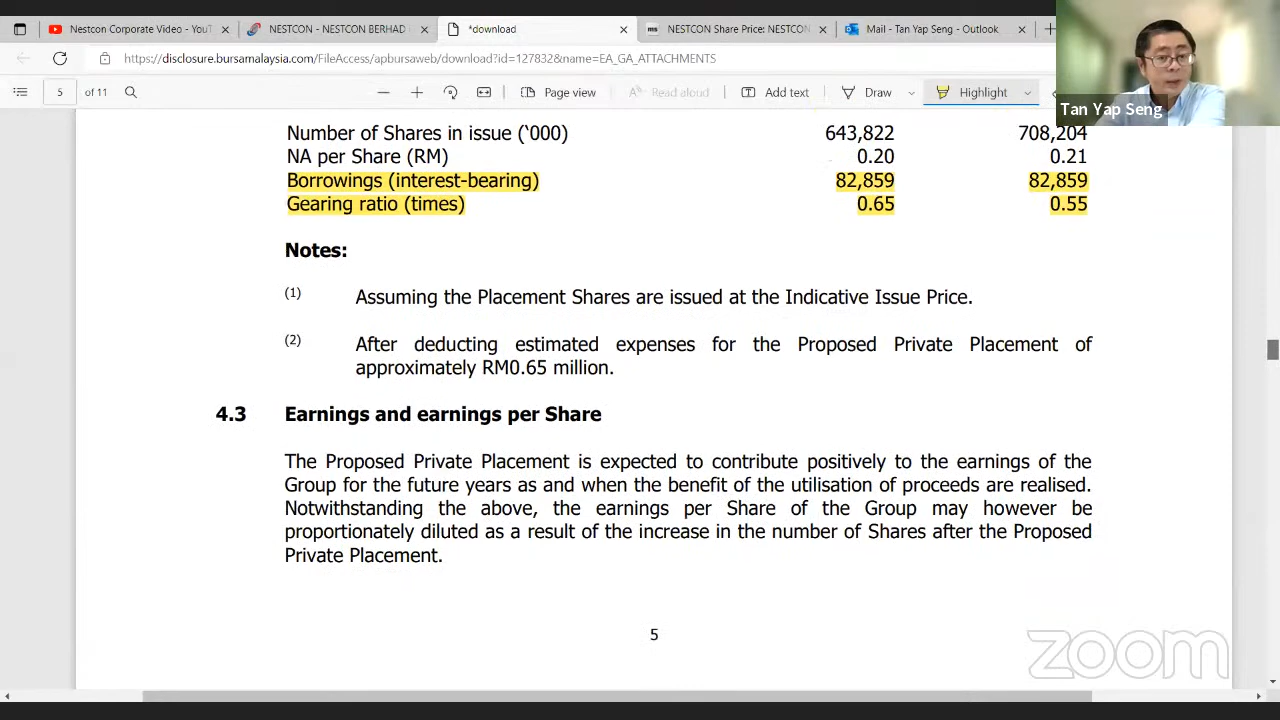 Nestcon Corporate Video - YouT
NESTCON - NESTCON BERHAD
*download
NESTCON Share Price: NESTCON
Mail - Tan Yap Seng - Outlook
https://disclosure.bursamalaysia.com/FileAccess/apbursaweb/download?id=127832&name=EA_GA_ATTACHMENTS
5 of 11
Page view
Read aloud
Add text
Draw
Highlight
Tan Yap Seng
Number of Shares in issue (‘000) 643,822 708,204
NA per Share (RM) 0.20 0.21
Borrowings (interest-bearing) 82,859 82,859
Gearing ratio (times) 0.65 0.55
Notes:
(1) Assuming the Placement Shares are issued at the Indicative Issue Price.
(2) After deducting estimated expenses for the Proposed Private Placement of
approximately RM0.65 million.
4.3 Earnings and earnings per Share
The Proposed Private Placement is expected to contribute positively to the earnings of the
Group for the future years as and when the benefit of the utilisation of proceeds are realised.
Notwithstanding the above, the earnings per Share of the Group may however be
proportionately diluted as a result of the increase in the number of Shares after the Proposed
Private Placement.
5
zoom